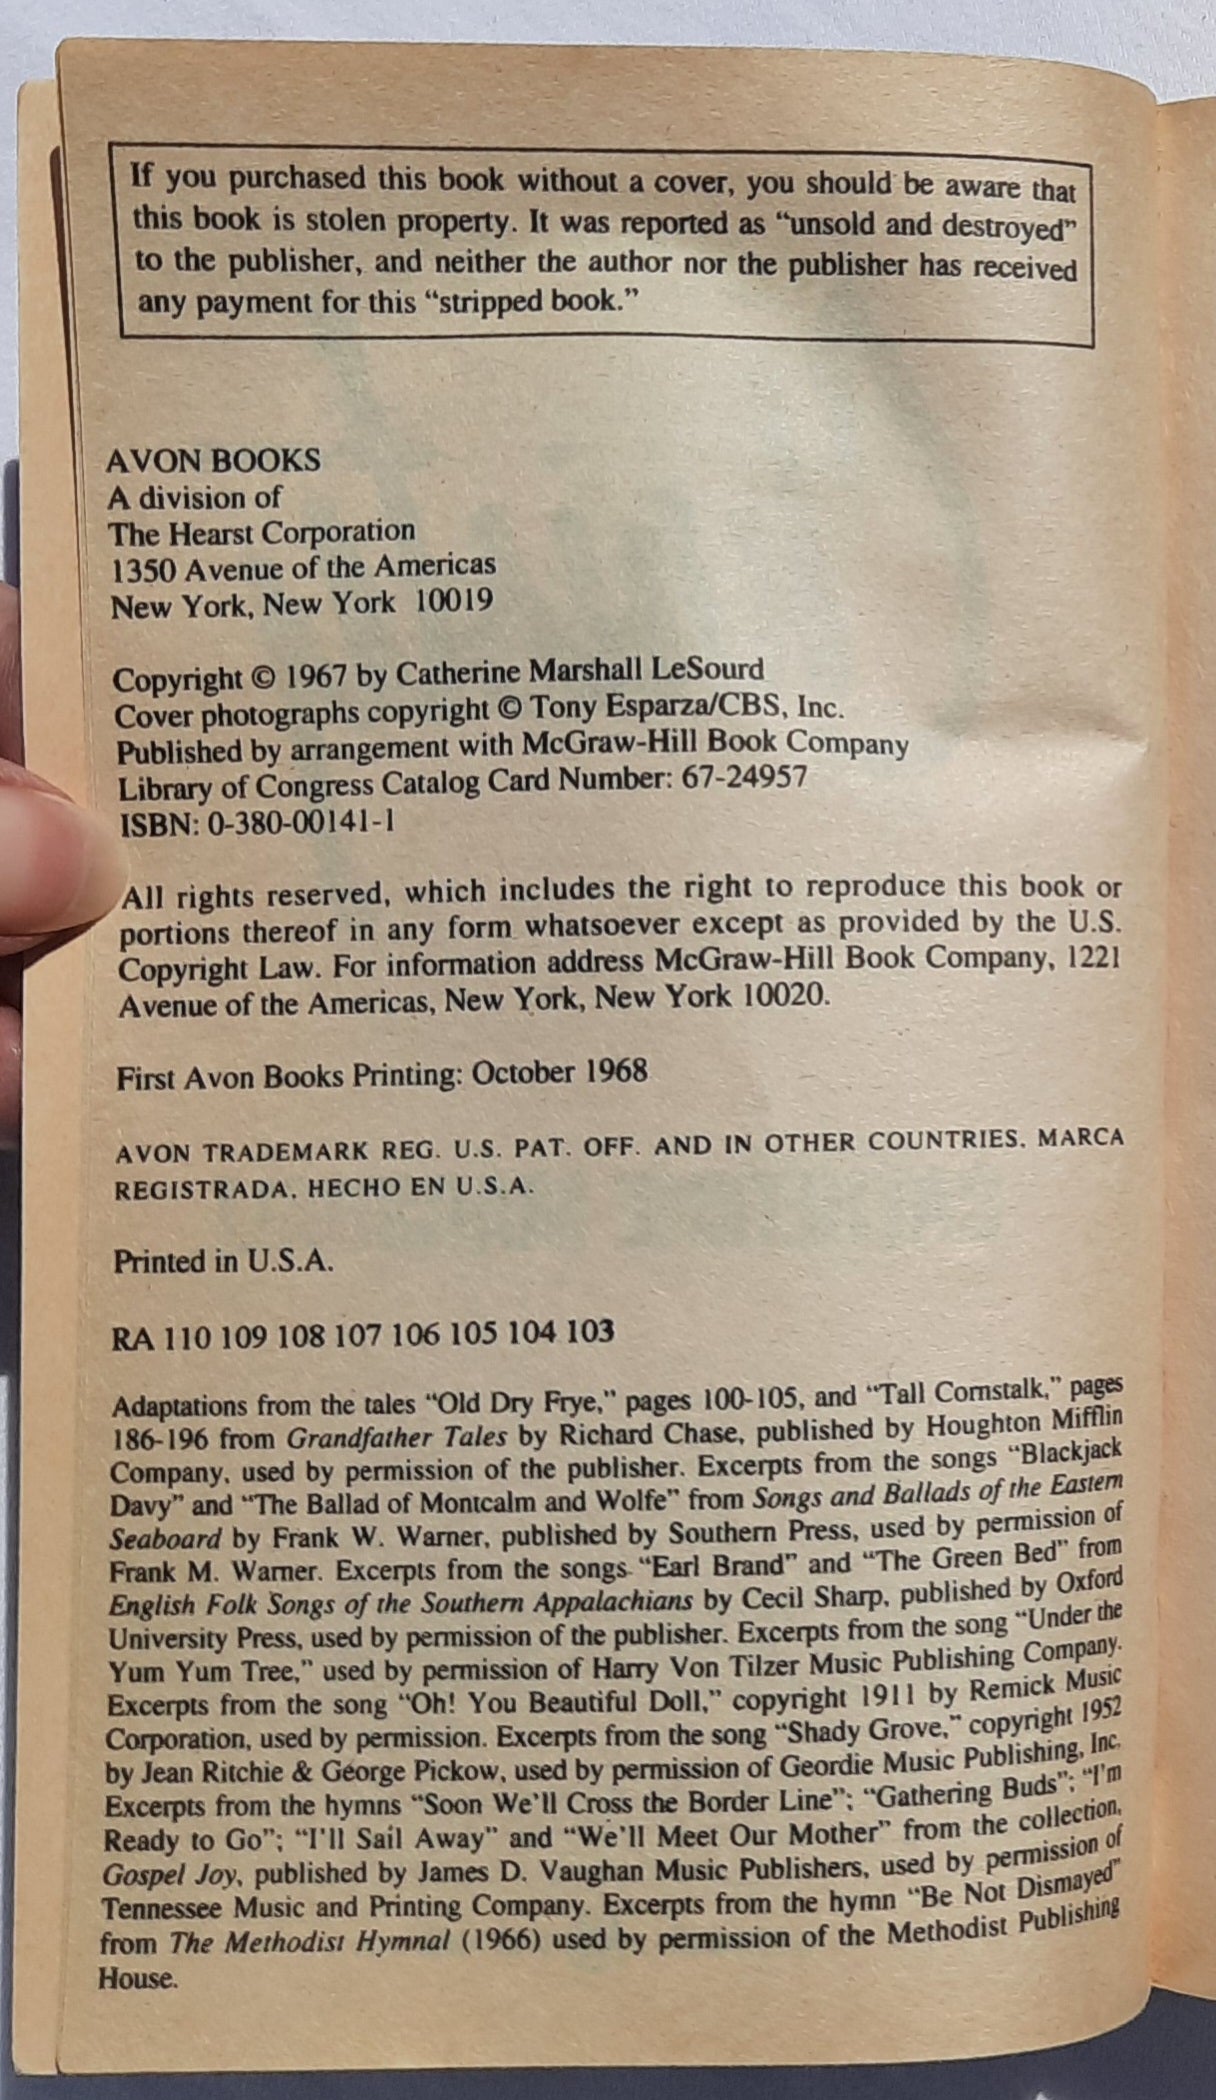 If you purchased this book without a cover, you should be aware that
this book is stolen property. It was reported as “unsold and destroyed”
to the publisher, and neither the author nor the publisher has received
any payment for this “stripped book.”
AVON BOOKS
A division of
The Hearst Corporation
1350 Avenue of the Americas
New York, New York 10019
Copyright © 1967 by Catherine Marshall LeSourd
Cover photographs copyright © Tony Esparza/CBS, Inc.
Published by arrangement with McGraw-Hill Book Company
Library of Congress Catalog Card Number: 67-24957
ISBN: 0-380-00141-1
All rights reserved, which includes the right to reproduce this book or
portions thereof in any form whatsoever except as provided by the U.S.
Copyright Law. For information address McGraw-Hill Book Company, 1221
Avenue of the Americas, New York, New York 10020.
First Avon Books Printing: October 1968
AVON TRADEMARK REG. U.S. PAT. OFF. AND IN OTHER COUNTRIES. MARCA
REGISTRADA. HECHO EN U.S.A.
Printed in U.S.A.
RA 110 109 108 107 106 105 104 103
Adaptations from the tales “Old Dry Frye,” pages 100-105, and “Tall Cornstalk,” pages
186-196 from Grandfather Tales by Richard Chase, published by Houghton Mifflin
Company, used by permission of the publisher. Excerpts from the songs “Blackjack
Davy” and “The Ballad of Montcalm and Wolfe” from Songs and Ballads of the Eastern
Seaboard by Frank W. Warner, published by Southern Press, used by permission of
Frank M. Warner. Excerpts from the songs “Earl Brand” and “The Green Bed” from
English Folk Songs of the Southern Appalachians by Cecil Sharp, published by Oxford
University Press, used by permission of the publisher. Excerpts from the song “Under the
Yum Yum Tree,” used by permission of Harry Von Tilzer Music Publishing Company.
Excerpts from the song “Oh! You Beautiful Doll,” copyright 1911 by Remick Music
Corporation, used by permission. Excerpts from the song “Shady Grove,” copyright 1952
by Jean Ritchie & George Pickow, used by permission of Geordie Music Publishing, Inc.
Excerpts from the hymns “Soon We’ll Cross the Border Line”; “Gathering Buds”; “I’m
Ready to Go”; “I’ll Sail Away” and “We’ll Meet Our Mother” from the collection,
Gospel Joy, published by James D. Vaughan Music Publishers, used by permission of
Tennessee Music and Printing Company. Excerpts from the hymn “Be Not Dismayed”
from The Methodist Hymnal (1966) used by permission of the Methodist Publishing
House.